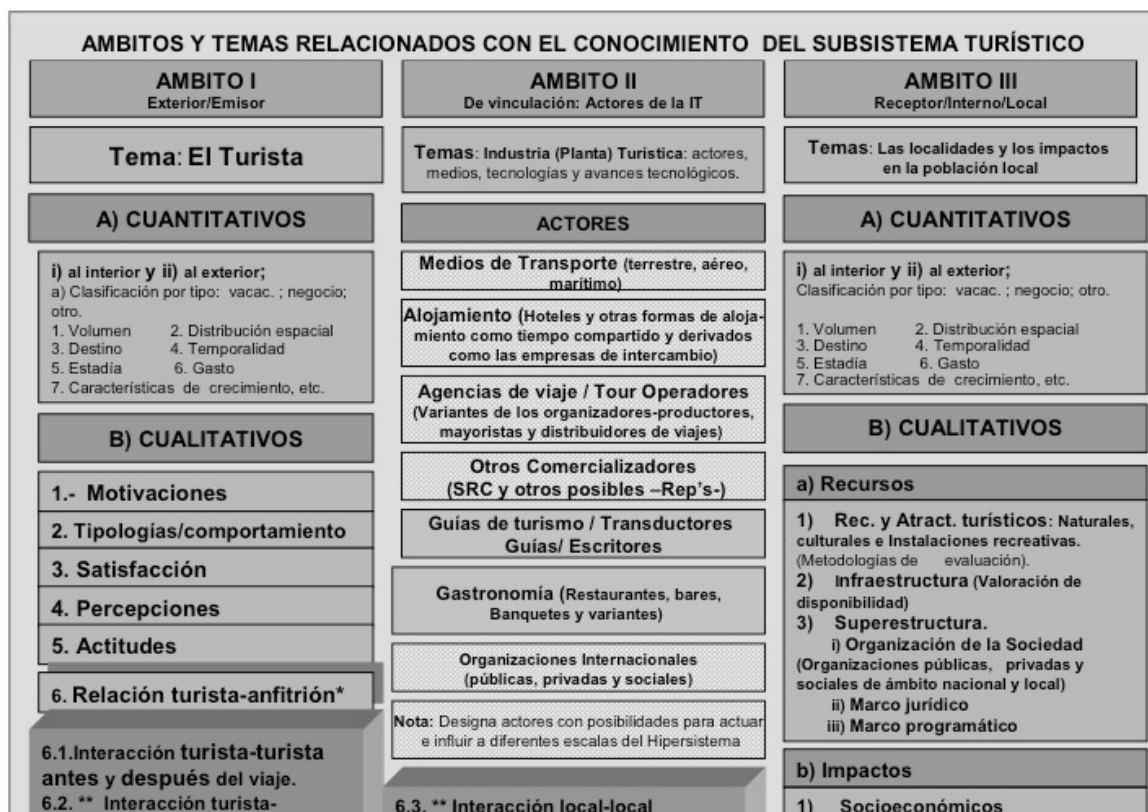 AMBITOS Y TEMAS RELACIONADOS CON EL CONOCIMIENTO DEL SUBSISTEMA TURÍSTICO
AMBITO I
Exterior/Emisor
Tema: El Turista
A) CUANTITATIVOS
i) al interior y ii) al exterior;
a) Clasificación por tipo: vacac. ; negocio;
otro.
1. Volumen 2. Distribución espacial
3. Destino 4. Temporalidad
5. Estadía 6. Gasto
7. Características de crecimiento, etc.
B) CUALITATIVOS
1.- Motivaciones
2. Tipologías/comportamiento
3. Satisfacción
4. Percepciones
5. Actitudes
6. Relación turista-anfitrión*
6.1.Interacción turista-turista
antes y después del viaje.
6.2. ** Interacción turista-
AMBITO II
De vinculación: Actores de la IT
Temas: Industria (Planta) Turística: actores,
medios, tecnologías y avances tecnológicos.
ACTORES
Medios de Transporte (terrestre, aéreo,
marítimo)
Alojamiento (Hoteles y otras formas de aloja-
miento como tiempo compartido y derivados
como las empresas de intercambio)
Agencias de viaje / Tour Operadores
(Variantes de los organizadores-productores,
mayoristas y distribuidores de viajes)
Otros Comercializadores
(SRC y otros posibles –Rep's-)
Guías de turismo / Transductores
Guías/ Escritores
Gastronomía (Restaurantes, bares,
Banquetes y variantes)
Organizaciones Internacionales
(públicas, privadas y sociales)
Nota: Designa actores con posibilidades para actuar
e influir a diferentes escalas del Hipersistema
6.3. ** Interacción local-local
AMBITO III
Receptor/Interno/Local
Temas: Las localidades y los impactos
en la población local
A) CUANTITATIVOS
i) al interior y ii) al exterior;
Clasificación por tipo: vacac. ; negocio; otro.
1. Volumen 2. Distribución espacial
3. Destino 4. Temporalidad
5. Estadía 6. Gasto
7. Características de crecimiento, etc.
B) CUALITATIVOS
a) Recursos
1) Rec. y Atract. turísticos: Naturales,
culturales e Instalaciones recreativas.
(Metodologías de evaluación).
2) Infraestructura (Valoración de
disponibilidad)
3) Superestructura.
i) Organización de la Sociedad
(Organizaciones públicas, privadas y
sociales de ámbito nacional y local)
ii) Marco jurídico
iii) Marco programático
b) Impactos
1) Socioeconómicos